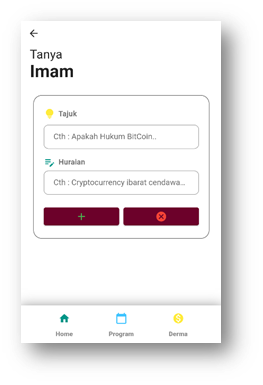 Tanya
Imam
Tajuk
Cth : Apakah Hukum BitCoin..
Huraian
Cth : Cryptocurrency ibarat cendawa...
Home Program Derma